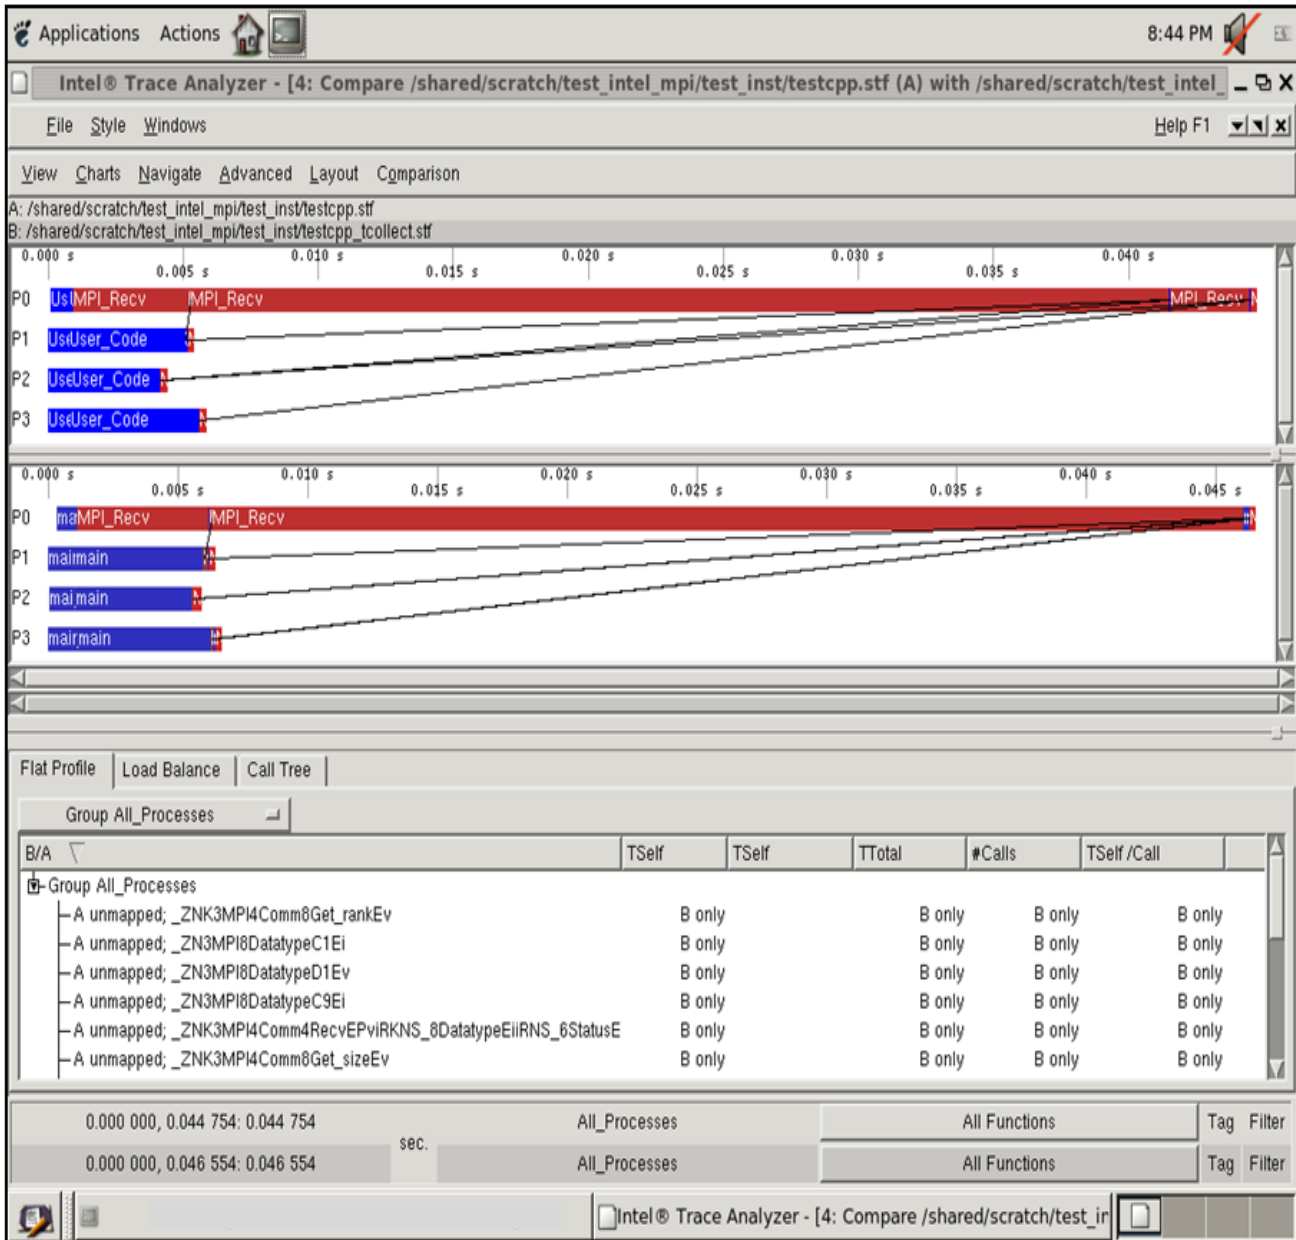 Applications Actions 8:44 PM
Intel® Trace Analyzer - [4: Compare /shared/scratch/test_intel_mpi/test_inst/testcpp.stf (A) with /shared/scratch/test_intel_
File Style Windows Help F1
View Charts Navigate Advanced Layout Comparison
A: /shared/scratch/test_intel_mpi/test_inst/testcpp.stf
B: /shared/scratch/test_intel_mpi/test_inst/testcpp_tcollect.stf
0.000 s 0.010 s 0.020 s 0.030 s 0.040 s
0.005 s 0.015 s 0.025 s 0.035 s
P0 Us MPI_Recv MPI_Recv MPI_Recv
P1 Use User_Code
P2 Use User_Code
P3 Use User_Code
0.000 s 0.010 s 0.020 s 0.030 s 0.040 s
0.005 s 0.015 s 0.025 s 0.035 s 0.045 s
P0 ma MPI_Recv MPI_Recv
P1 mai main
P2 mai main
P3 mai main
Flat Profile Load Balance Call Tree
Group All_Processes
B/A TSelf TSelf TTotal #Calls TSelf /Call
Group All_Processes
A unmapped; _ZNK3MPI4Comm8Get_rankEv B only B only B only B only
A unmapped; _ZN3MPI8DatatypeC1Ei B only B only B only B only
A unmapped; _ZN3MPI8DatatypeD1Ev B only B only B only B only
A unmapped; _ZN3MPI8DatatypeC9Ei B only B only B only B only
A unmapped; _ZNK3MPI4Comm4RecvEPviRKNS_8DatatypeEiiRNS_6StatusE B only B only B only B only
A unmapped; _ZNK3MPI4Comm8Get_sizeEv B only B only B only B only
0.000 000, 0.044 754: 0.044 754 All_Processes All Functions Tag Filter
sec.
0.000 000, 0.046 554: 0.046 554 All_Processes All Functions Tag Filter
Intel® Trace Analyzer - [4: Compare /shared/scratch/test_in